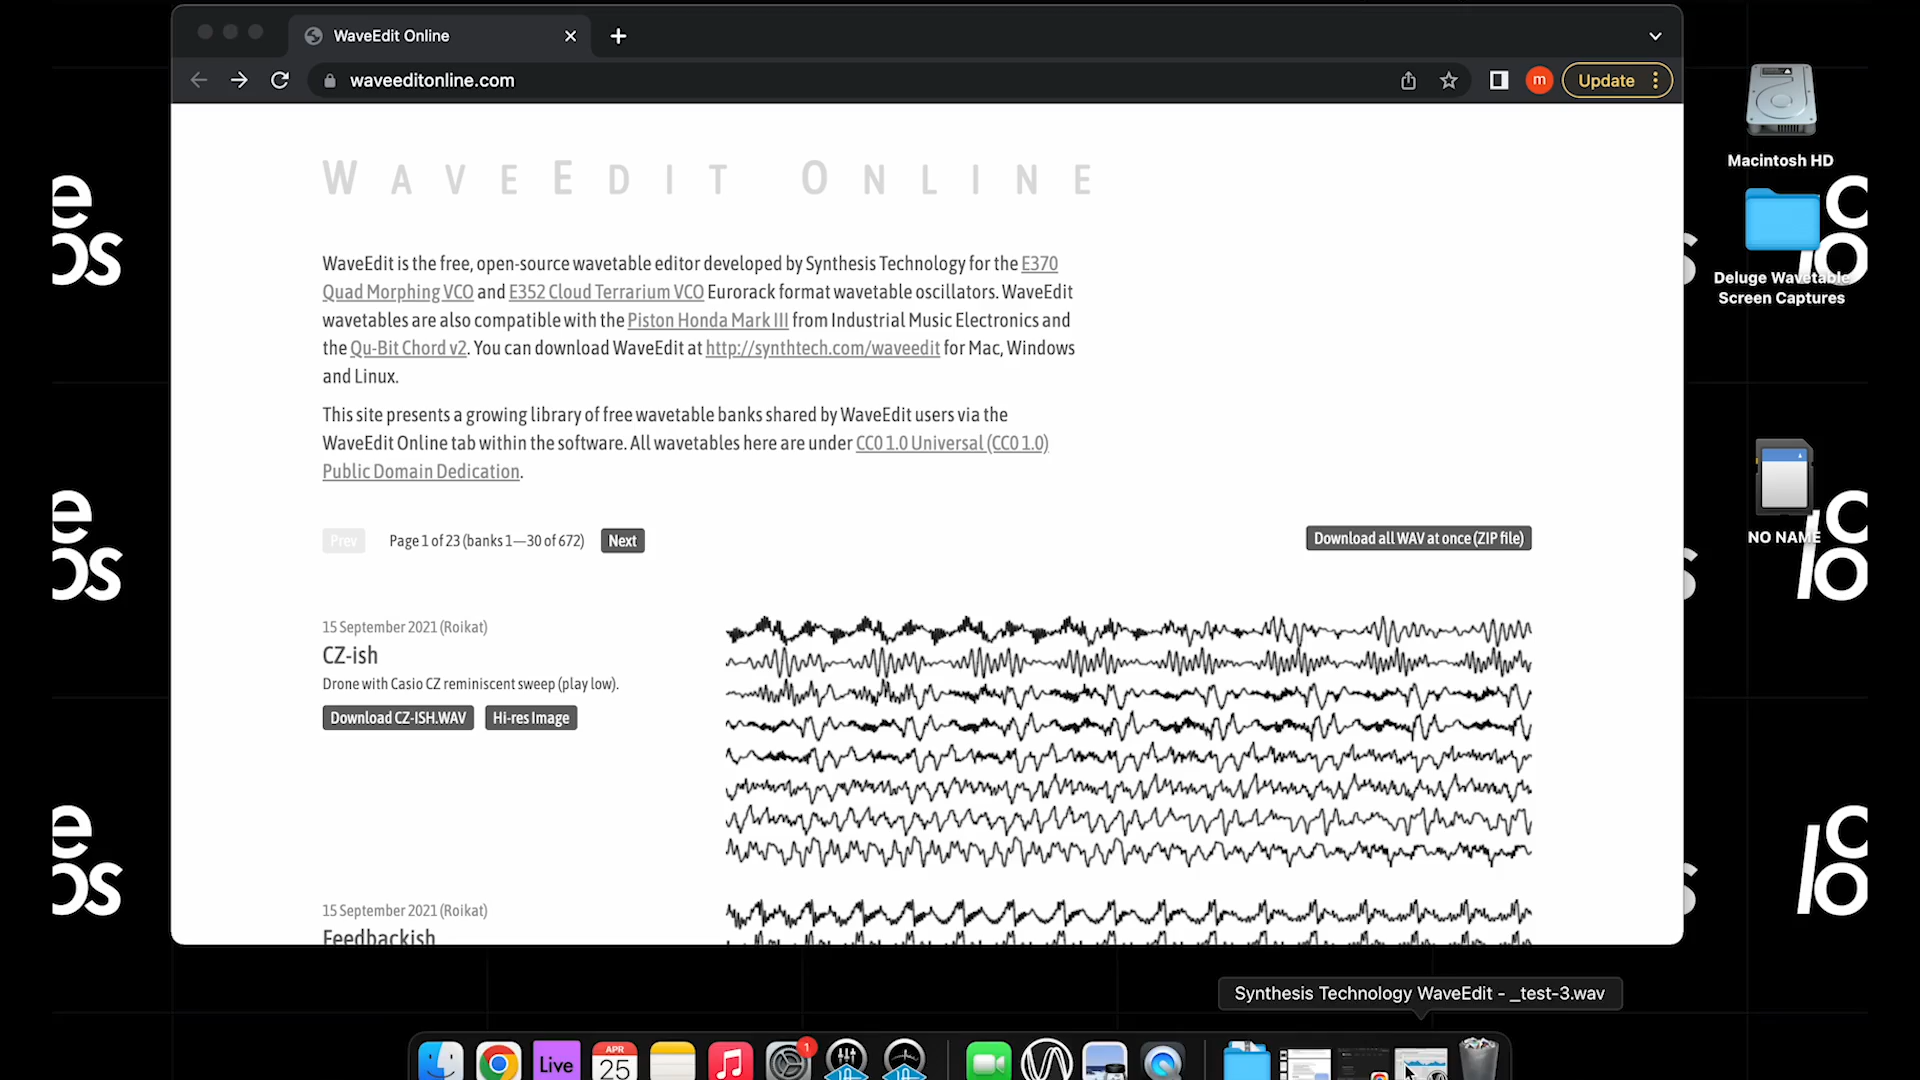 WaveEdit Online
waveeditonline.com
m
Update
WAVEEDIT ONLINE
WaveEdit is the free, open-source wavetable editor developed by Synthesis Technology for the E370
Quad Morphing VCO and E352 Cloud Terrarium VCO Eurorack format wavetable oscillators. WaveEdit
wavetables are also compatible with the Piston Honda Mark III from Industrial Music Electronics and
the Qu-Bit Chord v2. You can download WaveEdit at http://synthtech.com/waveedit for Mac, Windows
and Linux.
This site presents a growing library of free wavetable banks shared by WaveEdit users via the
WaveEdit Online tab within the software. All wavetables here are under CC0 1.0 Universal (CC0 1.0)
Public Domain Dedication.
Prev
Page 1 of 23 (banks 1—30 of 672)
Next
Download all WAV at once (ZIP file)
15 September 2021 (Roikat)
CZ-ish
Drone with Casio CZ reminiscent sweep (play low).
Download CZ-ISH.WAV
Hi-res Image
15 September 2021 (Roikat)
Feedbackish
Macintosh HD
Deluge Wavetable
Screen Captures
NO NAME
Synthesis Technology WaveEdit - _test-3.wav
Live
APR
25
1